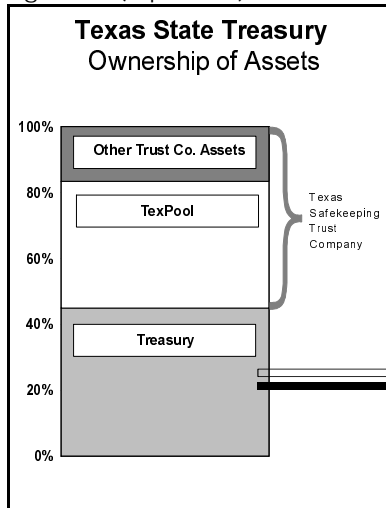 Texas State Treasury
Ownership of Assets
100%
Other Trust Co. Assets
80%
TexPool
Texas
Safekeeping
Trust
Company
60%
40%
Treasury
20%
0%